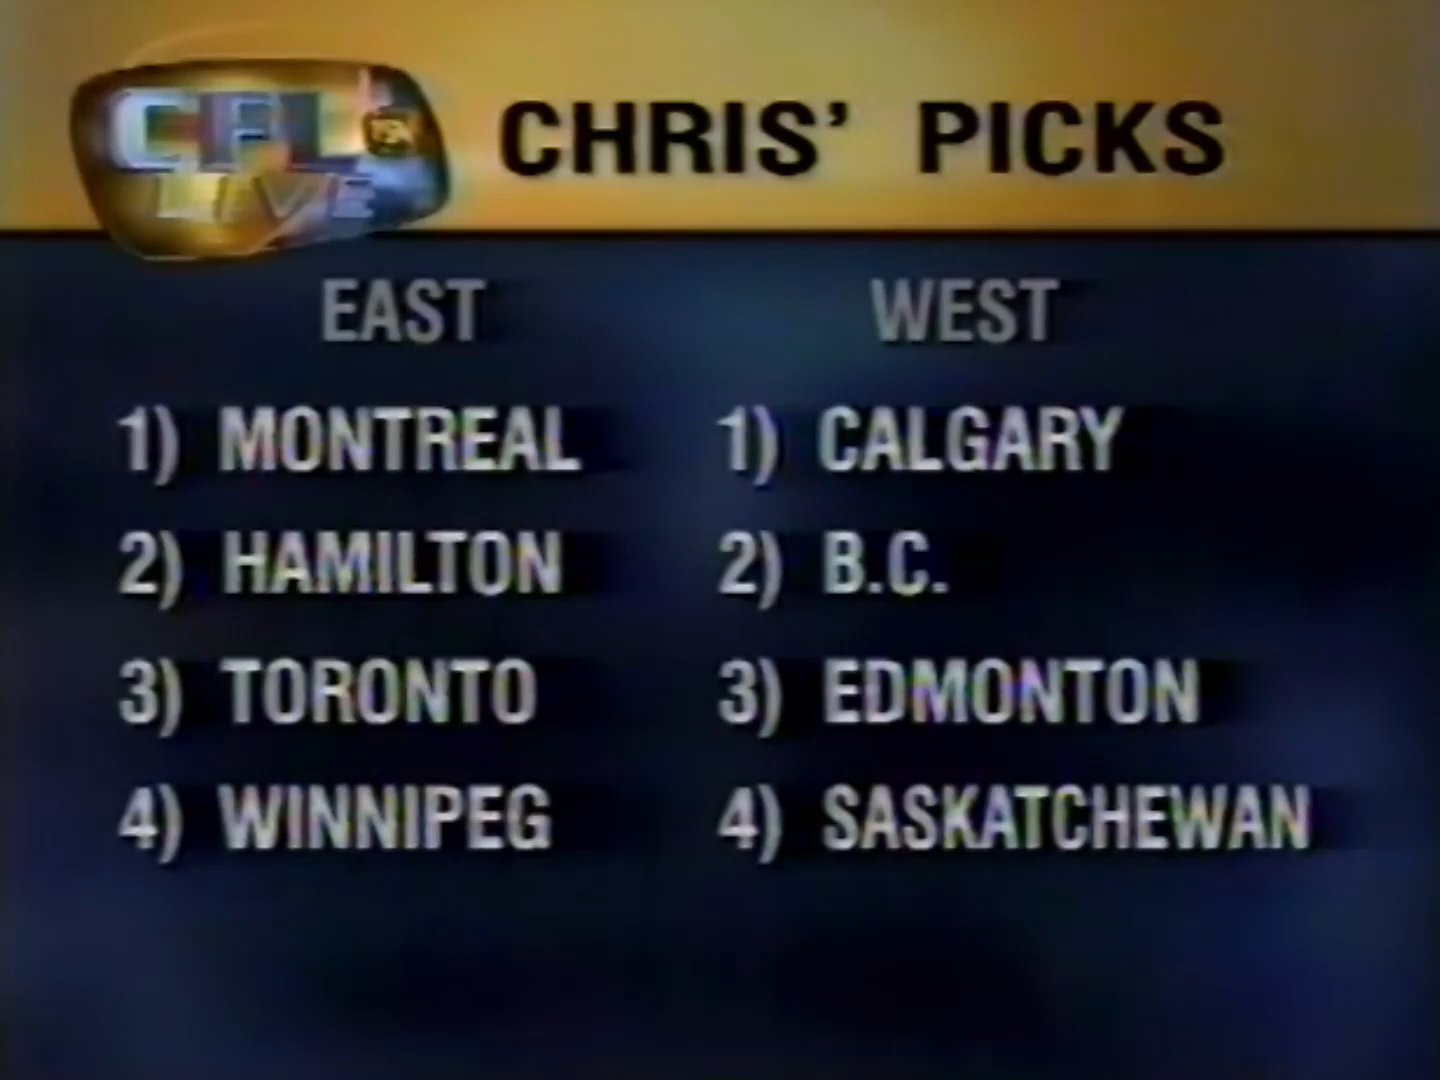 CFL
LIVE
CHRIS' PICKS
EAST
WEST
1) MONTREAL
1) CALGARY
2) HAMILTON
2) B.C.
3) TORONTO
3) EDMONTON
4) WINNIPEG
4) SASKATCHEWAN